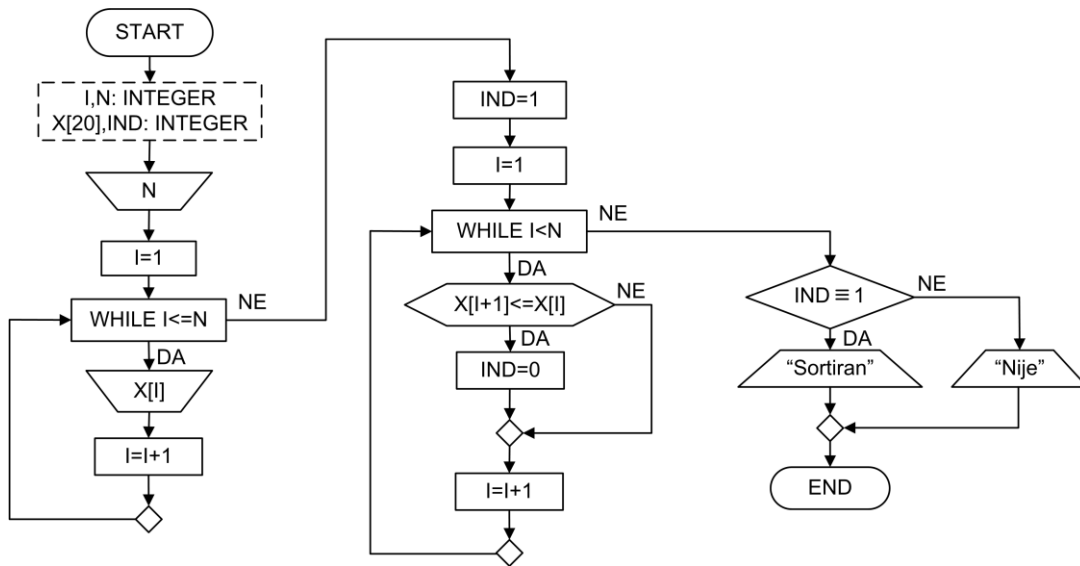 START
I,N: INTEGER
X[20],IND: INTEGER
N
I=1
WHILE I<=N
NE
DA
X[I]
I=I+1
IND=1
I=1
WHILE I<N
NE
DA
X[I+1]<=X[I]
NE
DA
IND=0
I=I+1
IND ≡ 1
NE
DA
“Sortiran”
“Nije”
END